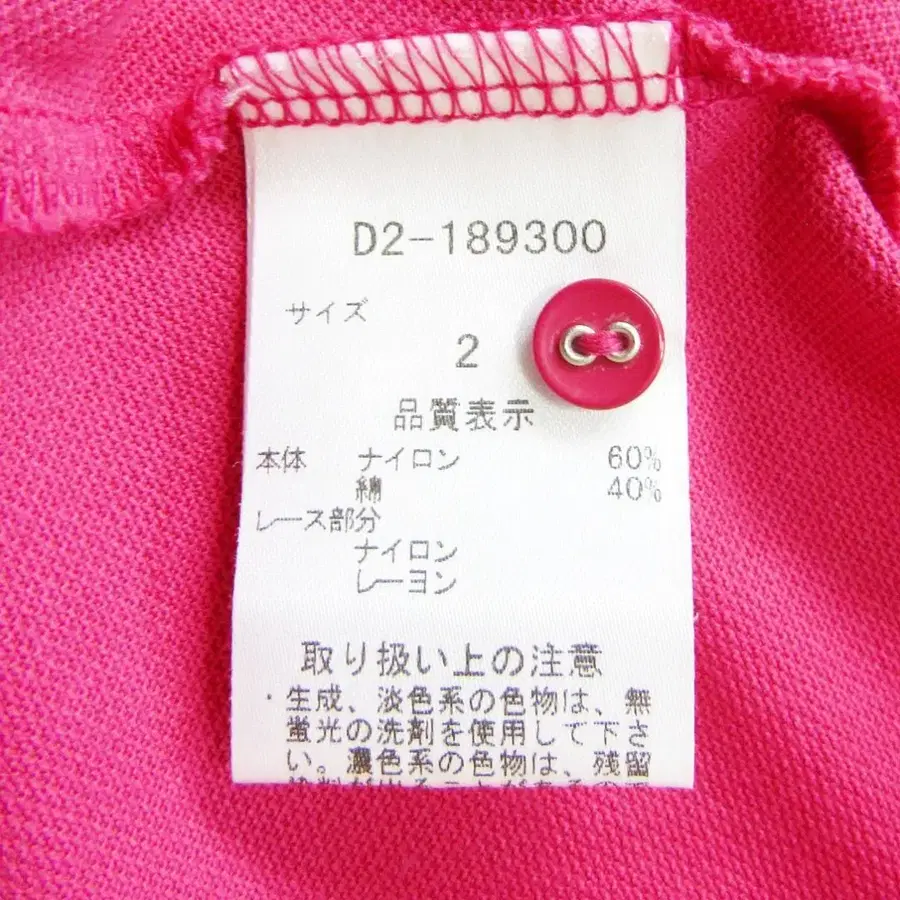 D2-189300
サイズ
2
品質表示
本体 ナイロン 60%
綿 40%
レース部分
ナイロン
レーヨン
取り扱い上の注意
・生成、淡色系の色物は、無
蛍光の洗剤を使用して下さ
い。濃色系の色物は、残留